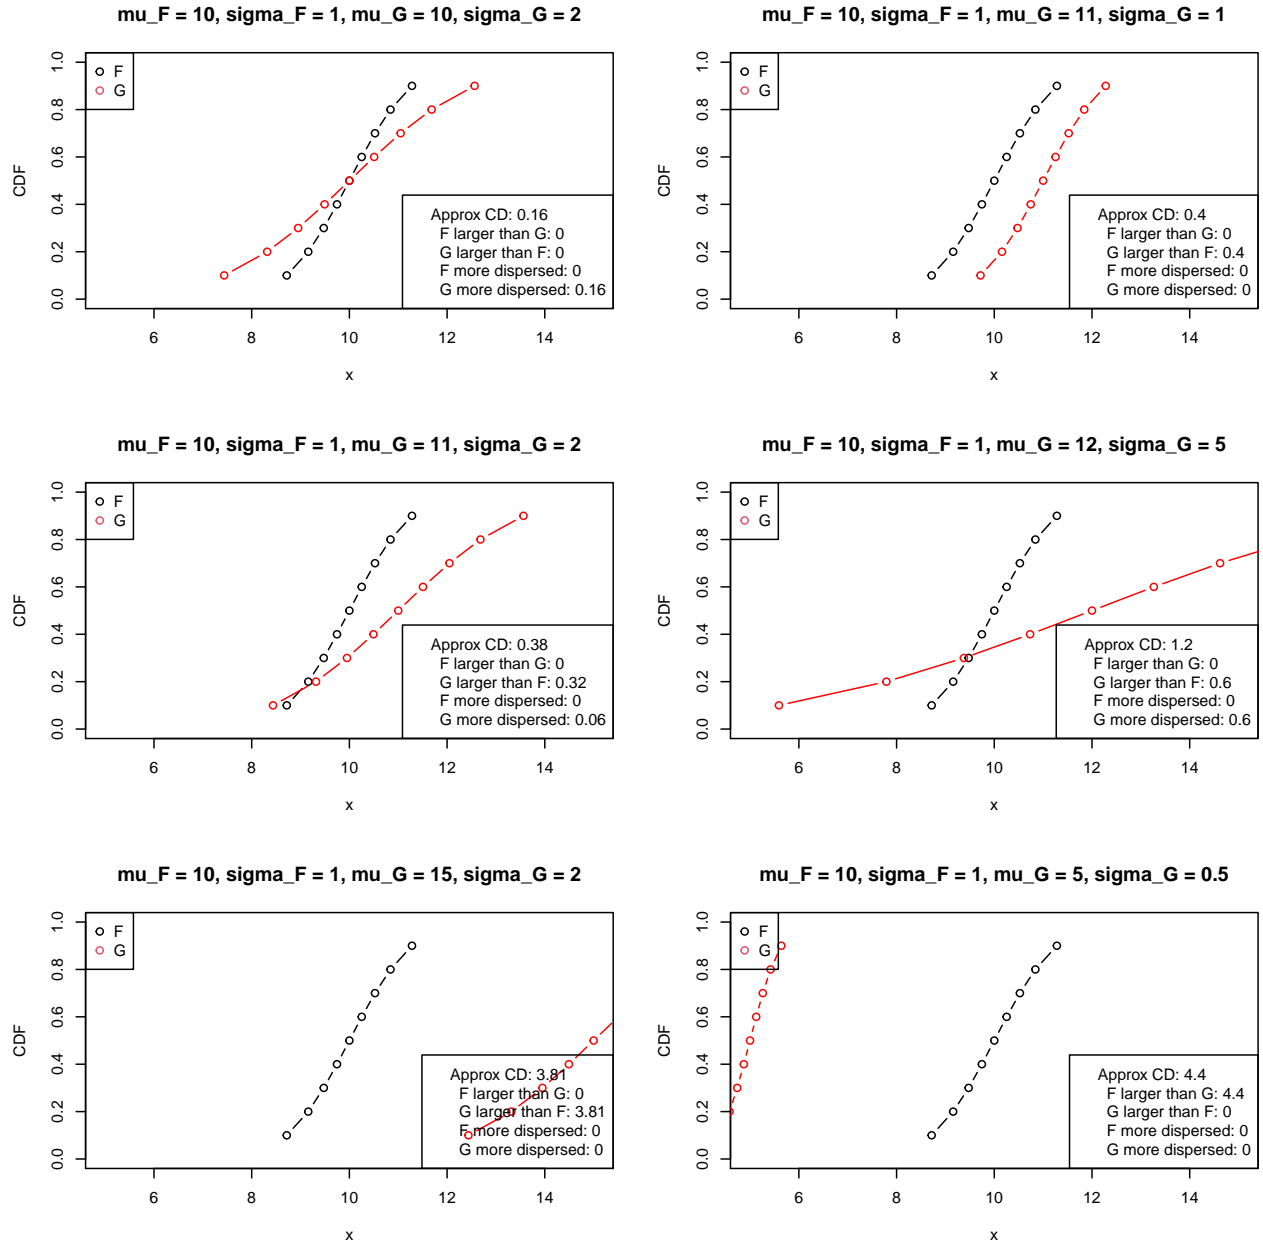 mu_F = 10, sigma_F = 1, mu_G = 10, sigma_G = 2
F
G
CDF
0.0 0.2 0.4 0.6 0.8 1.0
Approx CD: 0.16
F larger than G: 0
G larger than F: 0
F more dispersed: 0
G more dispersed: 0.16
6 8 10 12 14
x
mu_F = 10, sigma_F = 1, mu_G = 11, sigma_G = 1
F
G
CDF
0.0 0.2 0.4 0.6 0.8 1.0
Approx CD: 0.4
F larger than G: 0
G larger than F: 0.4
F more dispersed: 0
G more dispersed: 0
6 8 10 12 14
x
mu_F = 10, sigma_F = 1, mu_G = 11, sigma_G = 2
F
G
CDF
0.0 0.2 0.4 0.6 0.8 1.0
Approx CD: 0.38
F larger than G: 0
G larger than F: 0.32
F more dispersed: 0
G more dispersed: 0.06
6 8 10 12 14
x
mu_F = 10, sigma_F = 1, mu_G = 12, sigma_G = 5
F
G
CDF
0.0 0.2 0.4 0.6 0.8 1.0
Approx CD: 1.2
F larger than G: 0
G larger than F: 0.6
F more dispersed: 0
G more dispersed: 0.6
6 8 10 12 14
x
mu_F = 10, sigma_F = 1, mu_G = 15, sigma_G = 2
F
G
CDF
0.0 0.2 0.4 0.6 0.8 1.0
Approx CD: 3.81
F larger than G: 0
G larger than F: 3.81
F more dispersed: 0
G more dispersed: 0
6 8 10 12 14
x
mu_F = 10, sigma_F = 1, mu_G = 5, sigma_G = 0.5
F
G
CDF
0.0 0.2 0.4 0.6 0.8 1.0
Approx CD: 4.4
F larger than G: 4.4
G larger than F: 0
F more dispersed: 0
G more dispersed: 0
6 8 10 12 14
x